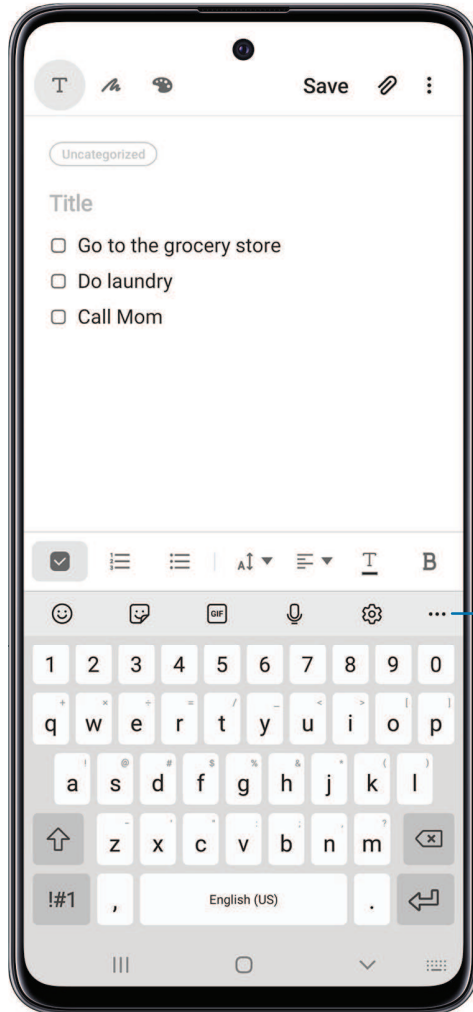 T Save
Uncategorized
Title
Go to the grocery store
Do laundry
Call Mom
A T B
GIF
1 2 3 4 5 6 7 8 9 0
+ × ÷ = / _ < > [ ]
q w e r t y u i o p
! @ # $ % ^ & * ( )
a s d f g h j k l
z x c v b n m ?
!#1 , English (US) .